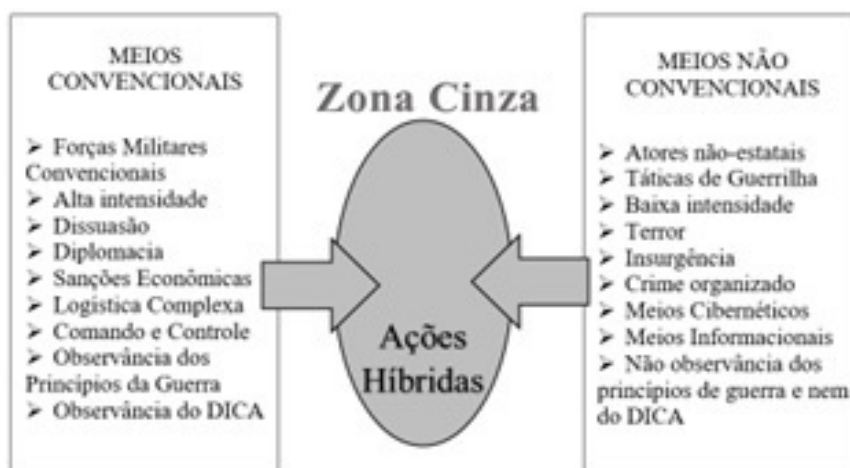 MEIOS
CONVENCIONAIS
➢ Forças Militares
Convencionais
➢ Alta intensidade
➢ Dissuasão
➢ Diplomacia
➢ Sanções Econômicas
➢ Logistica Complexa
➢ Comando e Controle
➢ Observância dos
Princípios da Guerra
➢ Observância do DICA
Zona Cinza
Ações
Híbridas
MEIOS NÃO
CONVENCIONAIS
➢ Atores não-estatais
➢ Táticas de Guerrilha
➢ Baixa intensidade
➢ Terror
➢ Insurgência
➢ Crime organizado
➢ Meios Cibernéticos
➢ Meios Informacionais
➢ Não observância dos
princípios de guerra e nem
do DICA